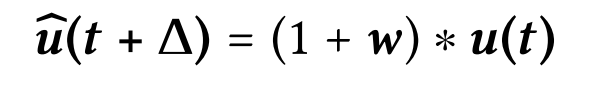 û(t + Δ) = (1 + w) * u(t)